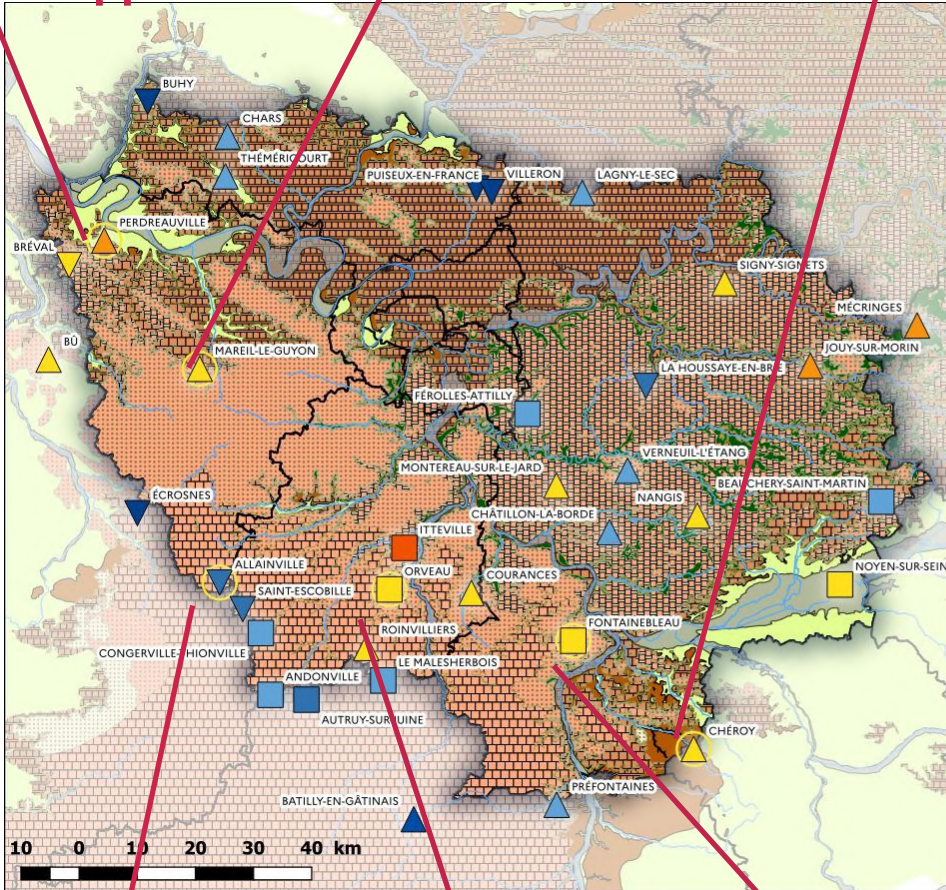 BUHY
CHARS
THÉMÉRICOURT
PUISEUX-EN-FRANCE
VILLERON
LAGNY-LE-SEC
PERDREAUVILLE
BRÉVAL
SIGNY-SIGNETS
MÉCRINGES
BÛ
MAREIL-LE-GUYON
JOUY-SUR-MORIN
LA HOUSSAYE-EN-BRIE
FÉROLLES-ATTILLY
VERNEUIL-L'ÉTANG
MONTEREAU-SUR-LE-JARD
BEAUCHERY-SAINT-MARTIN
ÉCROSNES
NANGIS
CHÂTILLON-LA-BORDE
ITTEVILLE
ALLAINVILLE
ORVEAU
COURANCES
NOYEN-SUR-SEIN
SAINT-ESCOBILLE
FONTAINEBLEAU
ROINVILLIERS
CONGERVILLE-THIONVILLE
LE MALESHERBOIS
ANDONVILLE
AUTRUY-SUR-JUINE
CHÉROY
PRÉFONTAINES
BATILLY-EN-GÂTINAIS
10 0 10 20 30 40 km